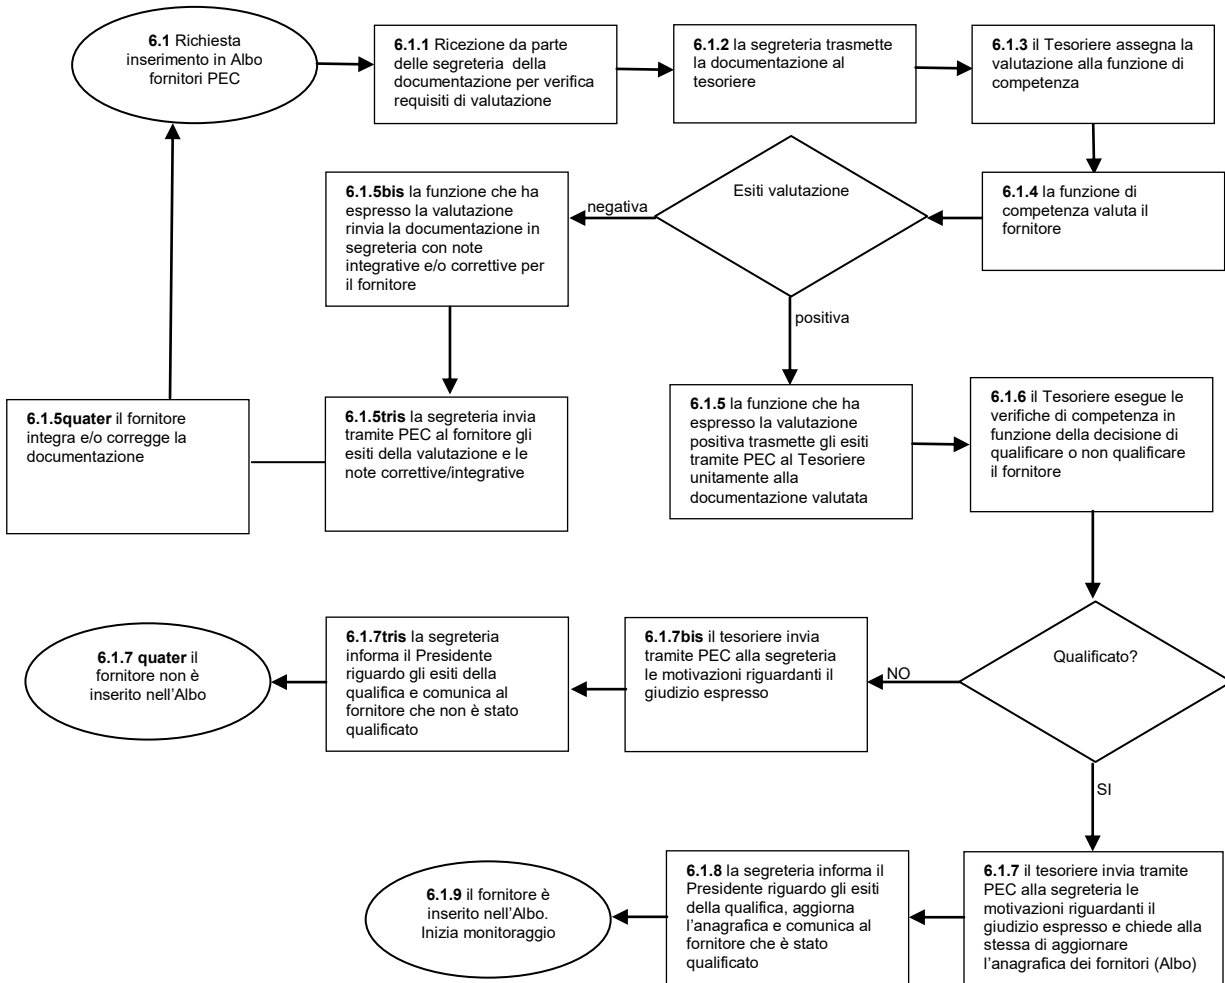 6.1 Richiesta
inserimento in Albo
fornitori PEC
6.1.1 Ricezione da parte
delle segreteria della
documentazione per verifica
requisiti di valutazione
6.1.2 la segreteria trasmette
la documentazione al
tesoriere
6.1.3 il Tesoriere assegna la
valutazione alla funzione di
competenza
6.1.4 la funzione di
competenza valuta il
fornitore
Esiti valutazione
negativa
6.1.5bis la funzione che ha
espresso la valutazione
rinvia la documentazione in
segreteria con note
integrative e/o correttive per
il fornitore
positiva
6.1.5quater il fornitore
integra e/o corregge la
documentazione
6.1.5tris la segreteria invia
tramite PEC al fornitore gli
esiti della valutazione e le
note correttive/integrative
6.1.5 la funzione che ha
espresso la valutazione
positiva trasmette gli esiti
tramite PEC al Tesoriere
unitamente alla
documentazione valutata
6.1.6 il Tesoriere esegue le
verifiche di competenza in
funzione della decisione di
qualificare o non qualificare
il fornitore
Qualificato?
NO
6.1.7bis il tesoriere invia
tramite PEC alla segreteria
le motivazioni riguardanti il
giudizio espresso
6.1.7tris la segreteria
informa il Presidente
riguardo gli esiti della
qualifica e comunica al
fornitore che non è stato
qualificato
6.1.7 quater il
fornitore non è
inserito nell'Albo
SI
6.1.7 il tesoriere invia tramite
PEC alla segreteria le
motivazioni riguardanti il
giudizio espresso e chiede alla
stessa di aggiornare
l'anagrafica dei fornitori (Albo)
6.1.8 la segreteria informa il
Presidente riguardo gli esiti
della qualifica, aggiorna
l'anagrafica e comunica al
fornitore che è stato
qualificato
6.1.9 il fornitore è
inserito nell'Albo.
Inizia monitoraggio